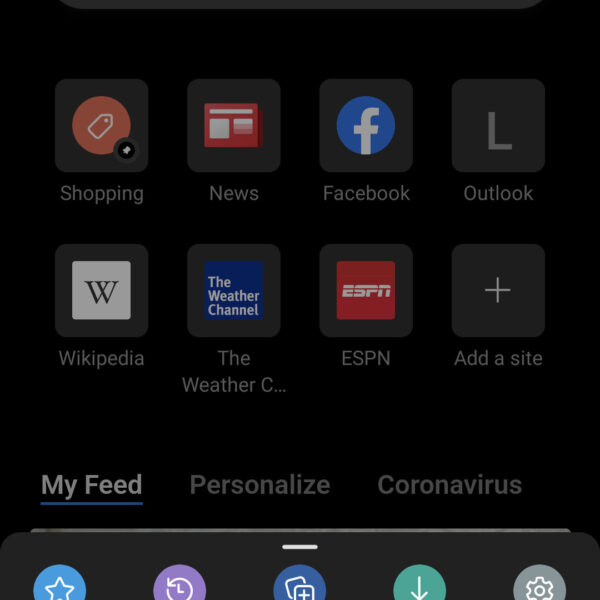 Shopping
News
Facebook
L
Outlook
W
The
Weather
Channel
ESPN
Wikipedia
The
Weather C...
ESPN
Add a site
My Feed
Personalize
Coronavirus